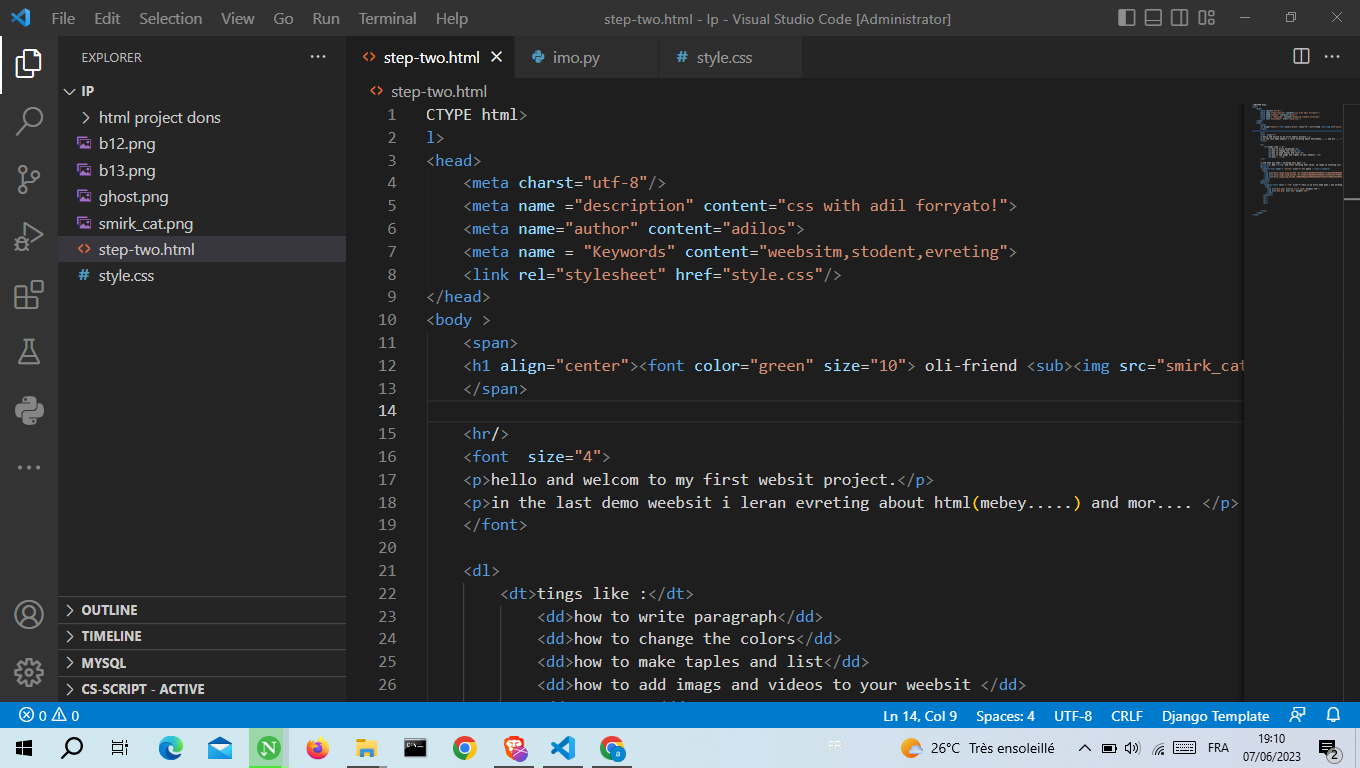 File Edit Selection View Go Run Terminal Help step-two.html - Ip - Visual Studio Code [Administrator]
EXPLORER
step-two.html imo.py style.css
IP
html project dons
b12.png
b13.png
ghost.png
smirk_cat.png
step-two.html
style.css
OUTLINE
TIMELINE
MYSQL
CS-SCRIPT - ACTIVE
step-two.html
1 CTYPE html>
2 l>
3 <head>
4 <meta charst="utf-8"/>
5 <meta name ="description" content="css with adil forryato!">
6 <meta name="author" content="adilos">
7 <meta name = "Keywords" content="weebsitm,stodent,evreting">
8 <link rel="stylesheet" href="style.css"/>
9 </head>
10 <body >
11 <span>
12 <h1 align="center"><font color="green" size="10"> oli-friend <sub><img src="smirk_cat
13 </span>
14
15 <hr/>
16 <font  size="4">
17 <p>hello and welcom to my first websit project.</p>
18 <p>in the last demo weebsit i leran evreting about html(mebey.....) and mor.... </p>
19 </font>
20
21 <dl>
22 <dt>tings like :</dt>
23 <dd>how to write paragraph</dd>
24 <dd>how to change the colors</dd>
25 <dd>how to make taples and list</dd>
26 <dd>how to add imags and videos to your weebsit </dd>
0 0 Ln 14, Col 9 Spaces: 4 UTF-8 CRLF Django Template
FR 26°C Très ensoleillé FRA 19:10
07/06/2023 2